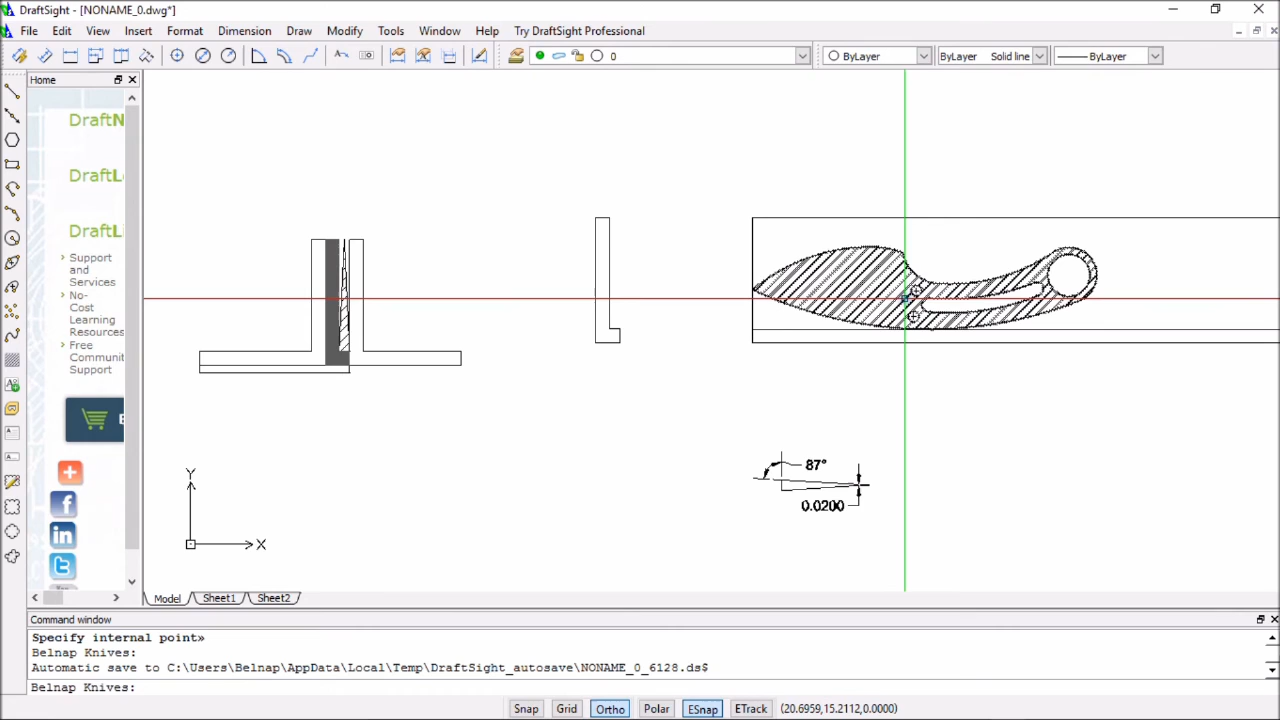 DraftSight - [NONAME_0.dwg*]
File Edit View Insert Format Dimension Draw Modify Tools Window Help Try DraftSight Professional
0
ByLayer
ByLayer Solid line
ByLayer
Home
DraftN
DraftL
DraftLi
Support
and
Services
No-
Cost
Learning
Resources
Free
Commun
Support
87°
0.0200
Y
X
Model Sheet1 Sheet2
Command window
Specify internal point»
Belnap Knives:
Automatic save to C:\Users\Belnap\AppData\Local\Temp\DraftSight_autosave\NONAME_0_6128.ds$
Belnap Knives:
Snap Grid Ortho Polar ESnap ETrack (20.6959,15.2112,0.0000)